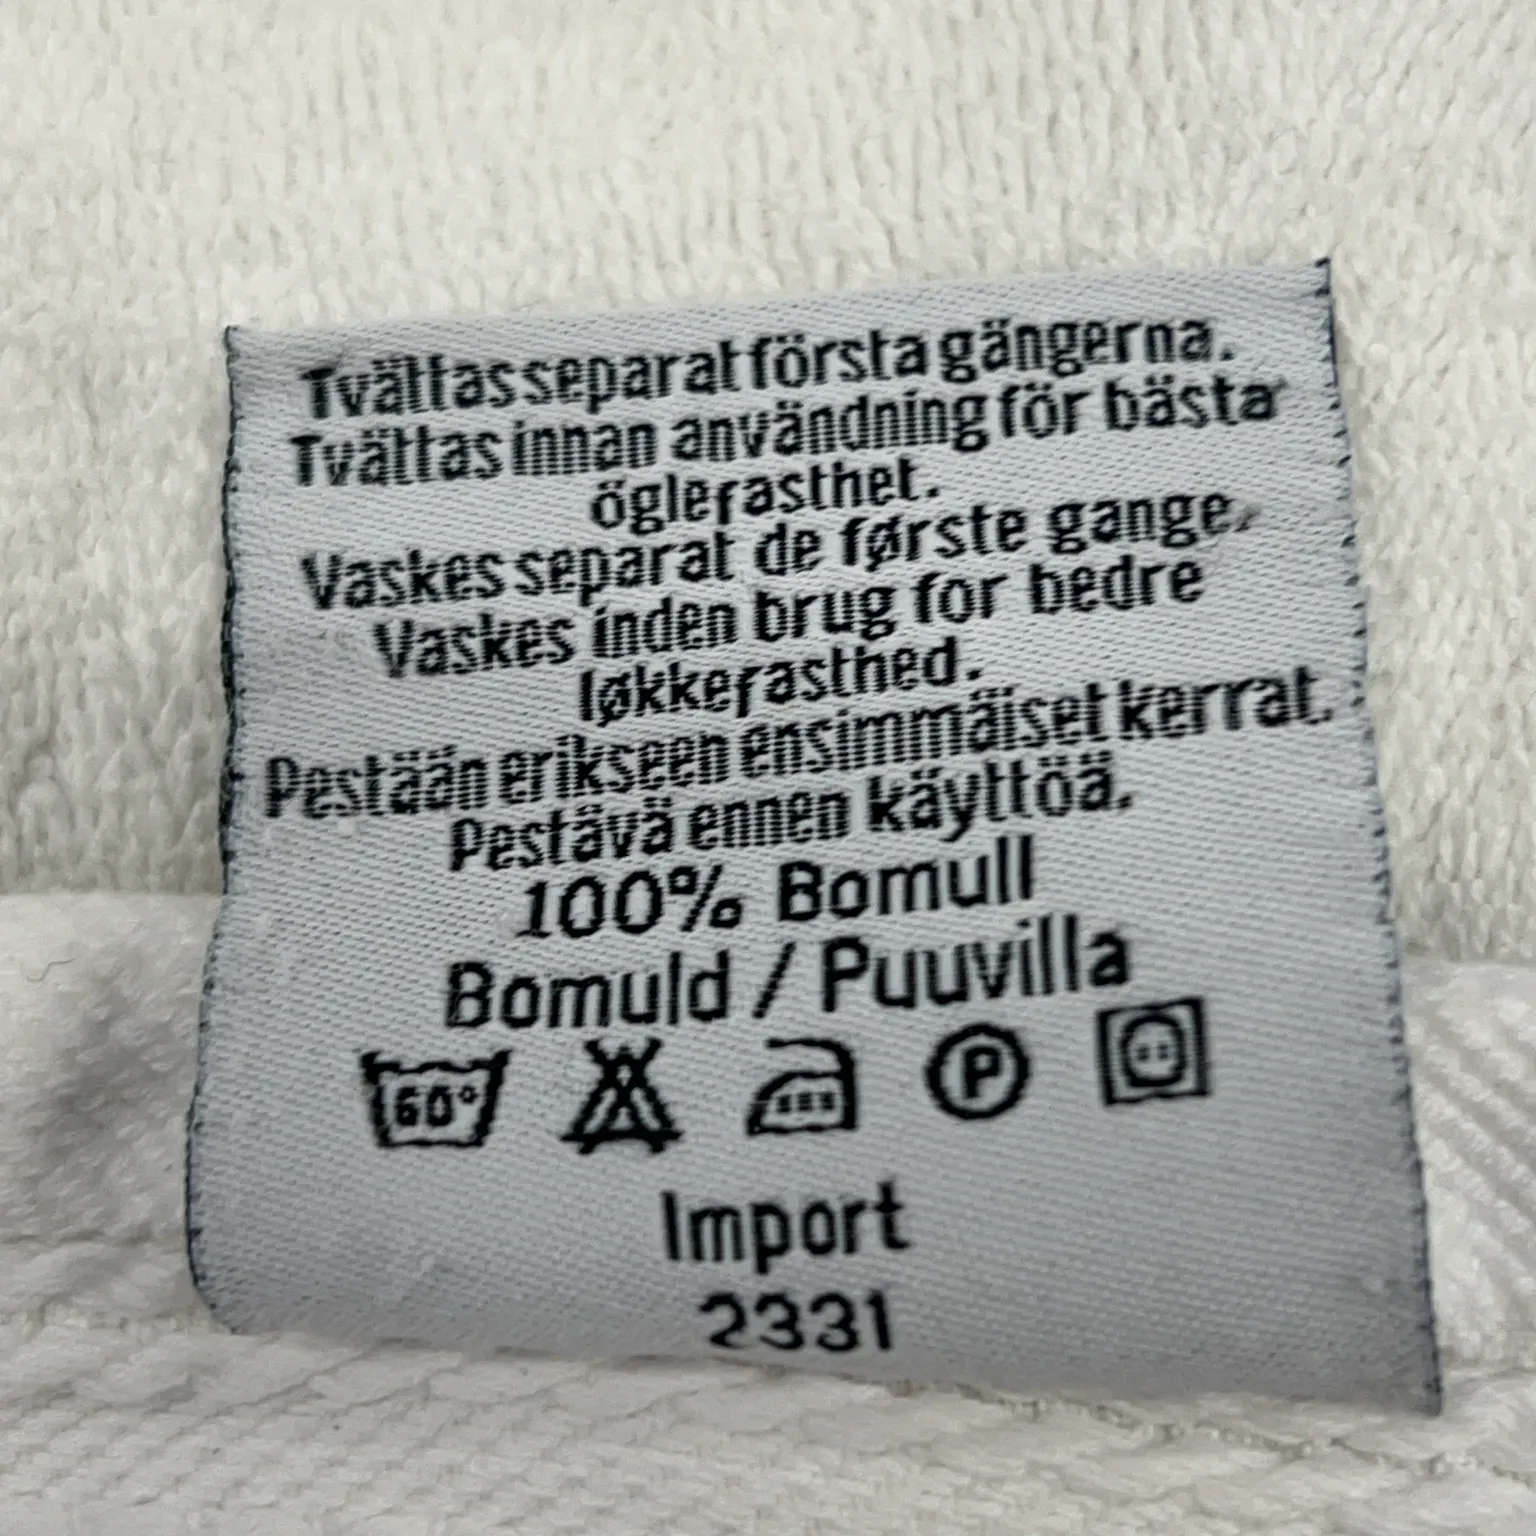 Tvättas separat första gängerna.
Tvättas innan användning för bästa
öglefasthet.
Vaskes separat de første gange.
Vaskes inden brug for bedre
løkkefasthed.
Pestään erikseen ensimmäiset kerrat.
Pestävä ennen käyttöä.
100% Bomull
Bomuld / Puuvilla
60° P
Import
2331